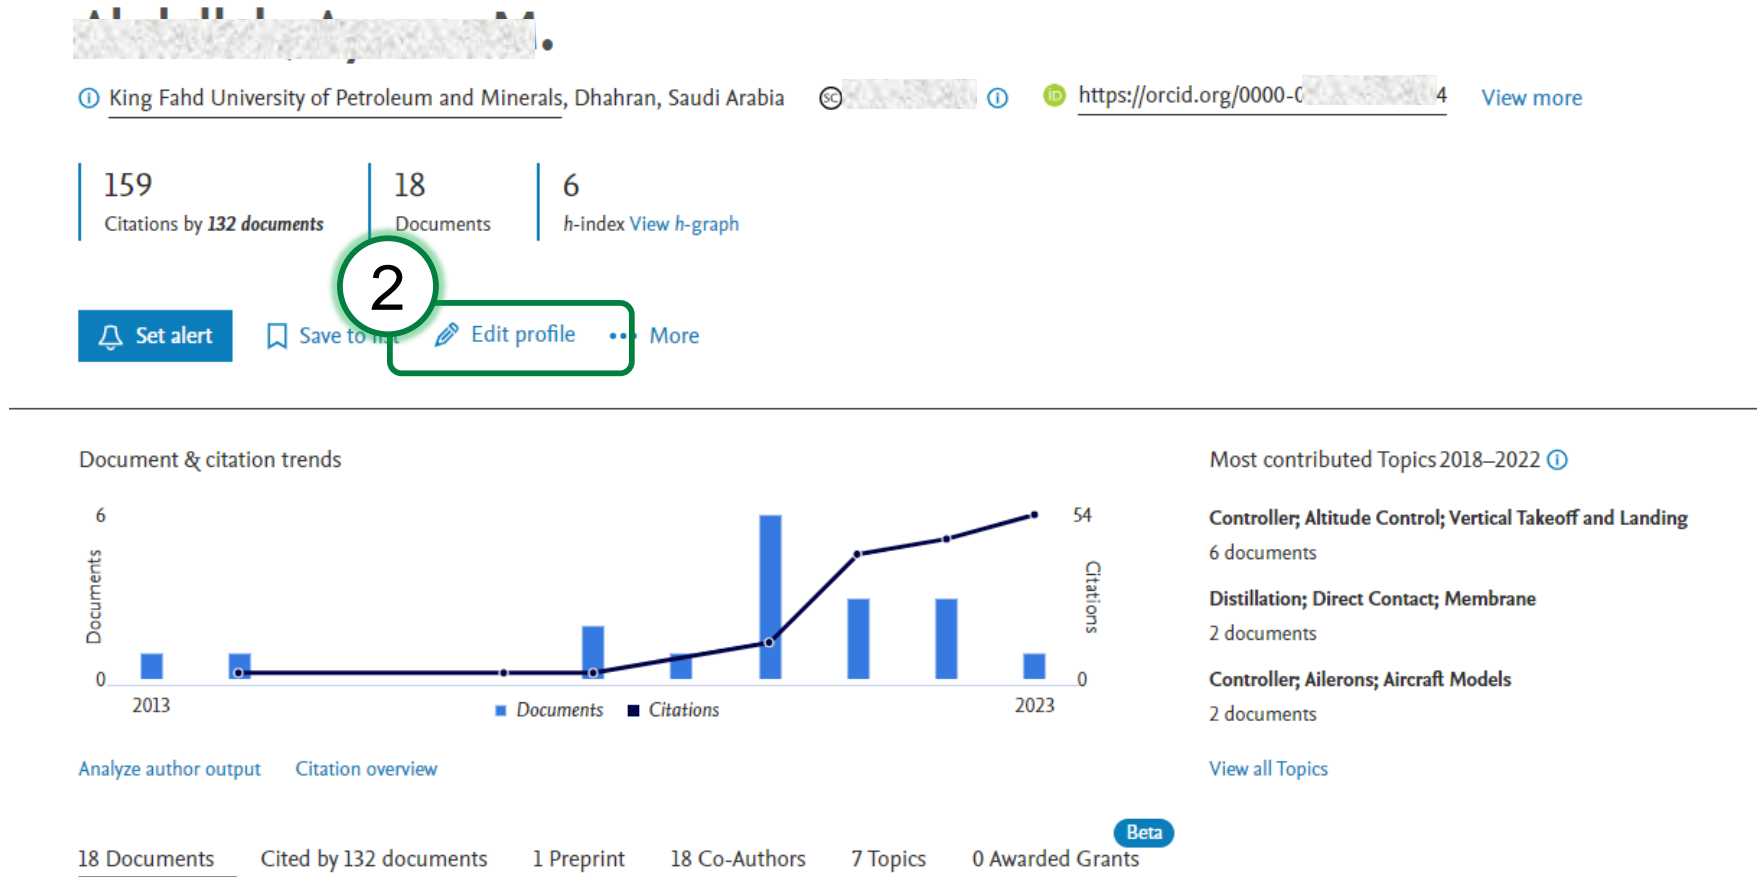 King Fahd University of Petroleum and Minerals, Dhahran, Saudi Arabia SC iD https://orcid.org/0000-0 4 View more
159 18 6
Citations by 132 documents Documents h-index View h-graph
2
Set alert Save to list Edit profile ••• More
Document & citation trends
6 54
Documents Citations
0 0
2013 2023
Documents Citations
Analyze author output Citation overview
Most contributed Topics 2018–2022
Controller; Altitude Control; Vertical Takeoff and Landing
6 documents
Distillation; Direct Contact; Membrane
2 documents
Controller; Ailerons; Aircraft Models
2 documents
View all Topics
Beta
18 Documents Cited by 132 documents 1 Preprint 18 Co-Authors 7 Topics 0 Awarded Grants